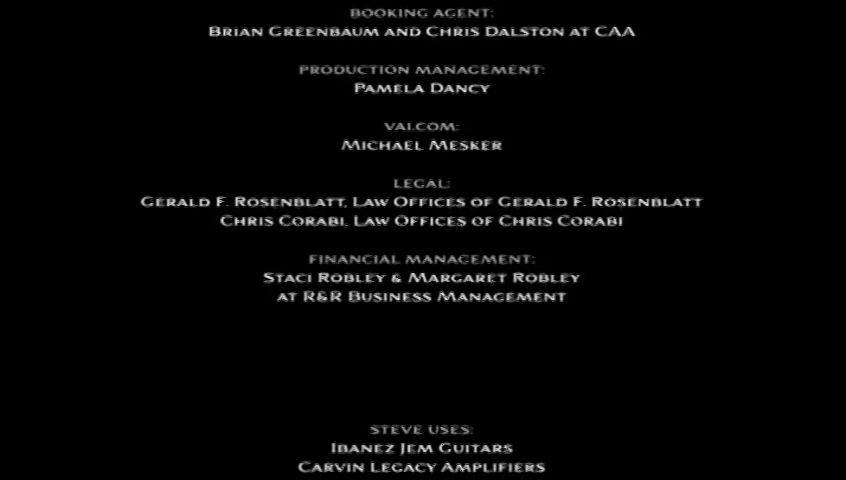 BOOKING AGENT:
BRIAN GREENBAUM AND CHRIS DALSTON AT CAA
PRODUCTION MANAGEMENT:
PAMELA DANCY
VAI.COM:
MICHAEL MESKER
LEGAL:
GERALD F. ROSENBLATT, LAW OFFICES OF GERALD F. ROSENBLATT
CHRIS CORABI, LAW OFFICES OF CHRIS CORABI
FINANCIAL MANAGEMENT:
STACI ROBLEY & MARGARET ROBLEY
AT R&R BUSINESS MANAGEMENT
STEVE USES:
IBANEZ JEM GUITARS
CARVIN LEGACY AMPLIFIERS